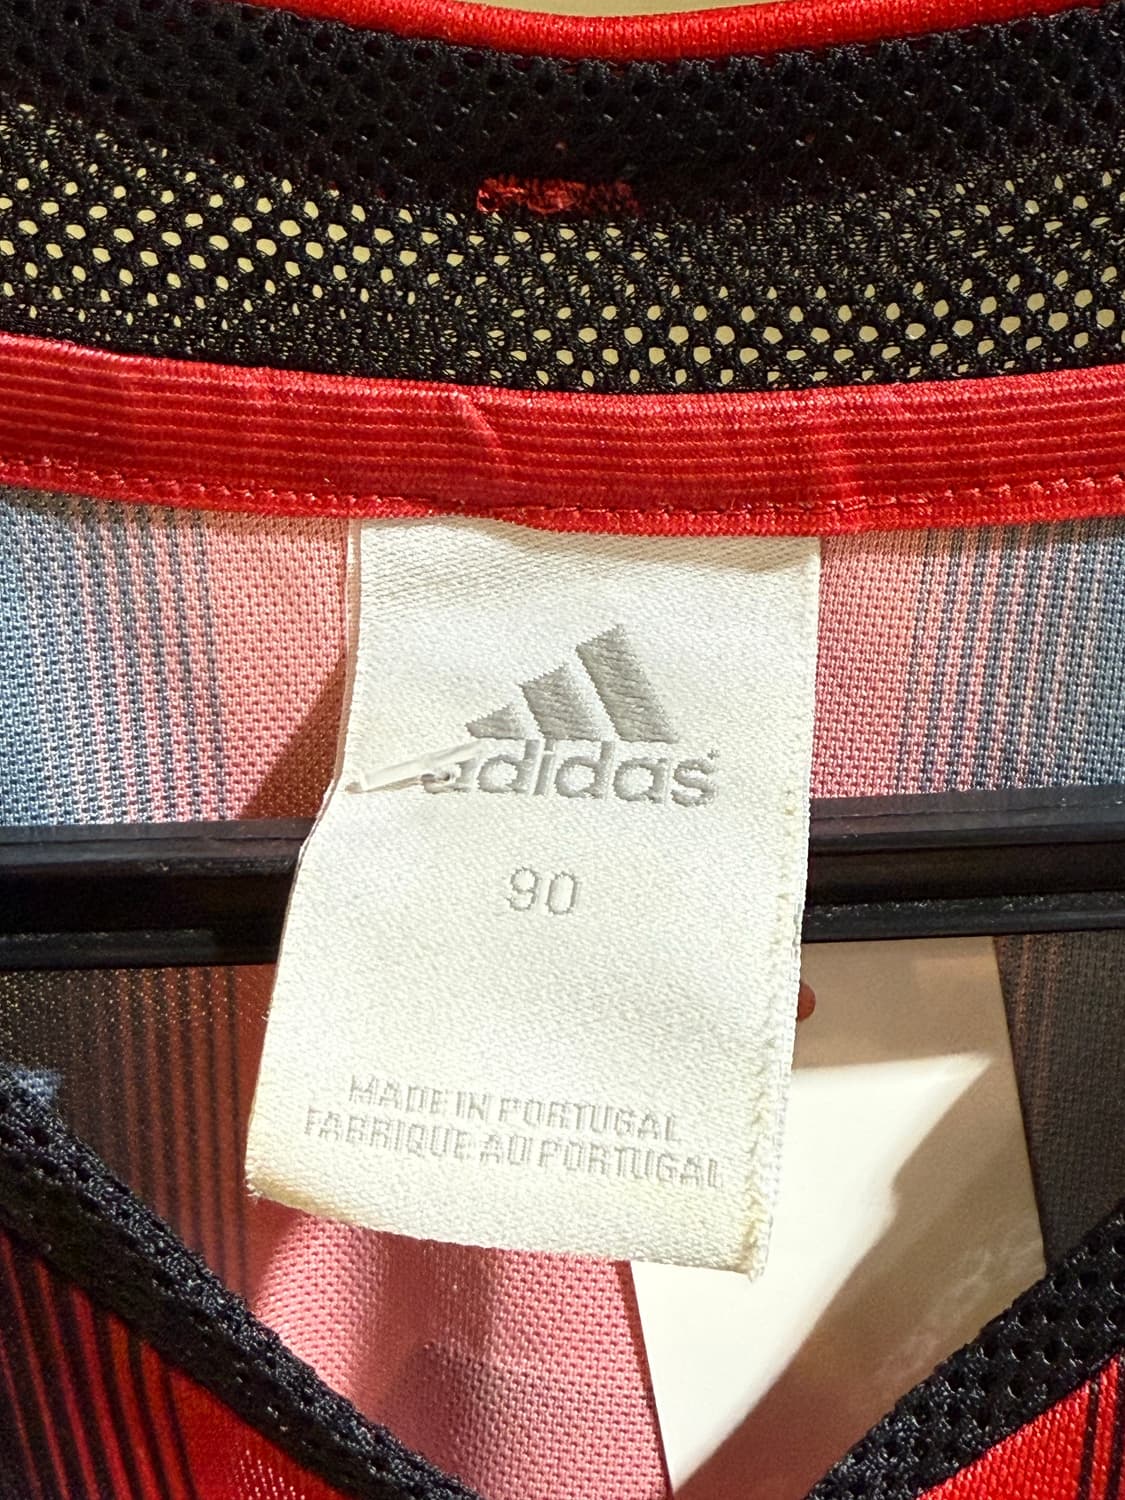 adidas
90
MADE IN PORTUGAL
FABRIQUE AU PORTUGAL